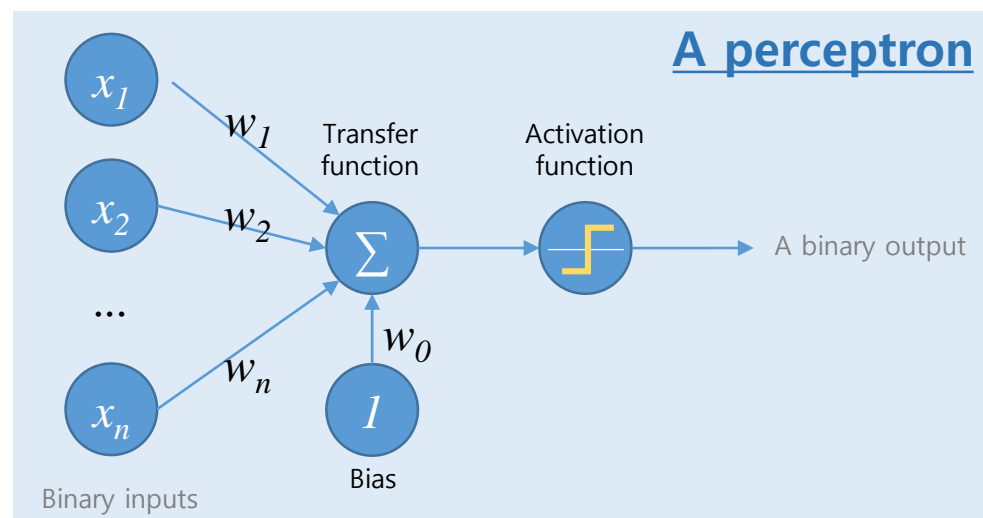 A perceptron
x1
w1
Transfer function
Activation function
x2
w2
∑
A binary output
...
w0
xn
wn
1
Bias
Binary inputs